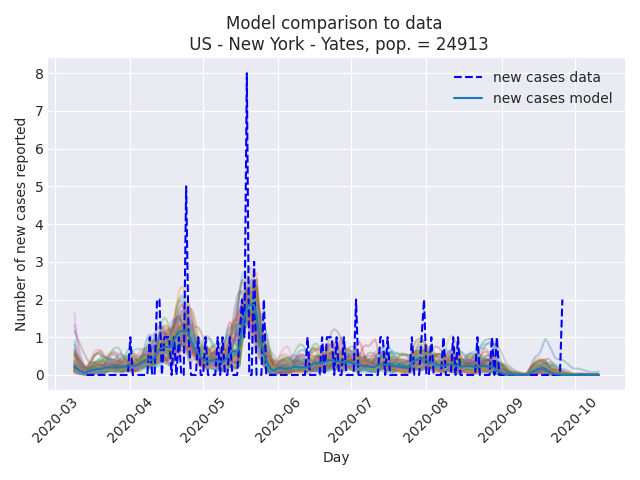 Model comparison to data
US - New York - Yates, pop. = 24913
new cases data
new cases model
Number of new cases reported
8
7
6
5
4
3
2
1
0
2020-03
2020-04
2020-05
2020-06
2020-07
2020-08
2020-09
2020-10
Day